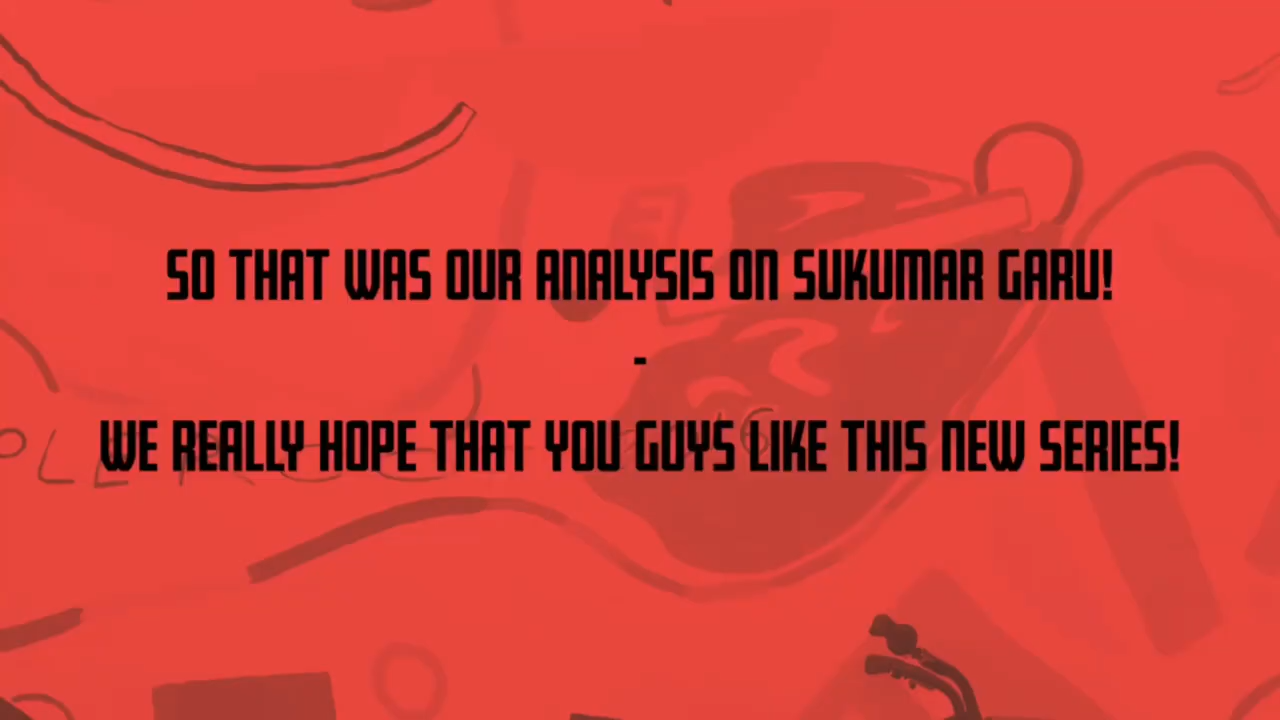 SO THAT WAS OUR ANALYSIS ON SUKUMAR GARU!
-
WE REALLY HOPE THAT YOU GUYS LIKE THIS NEW SERIES!